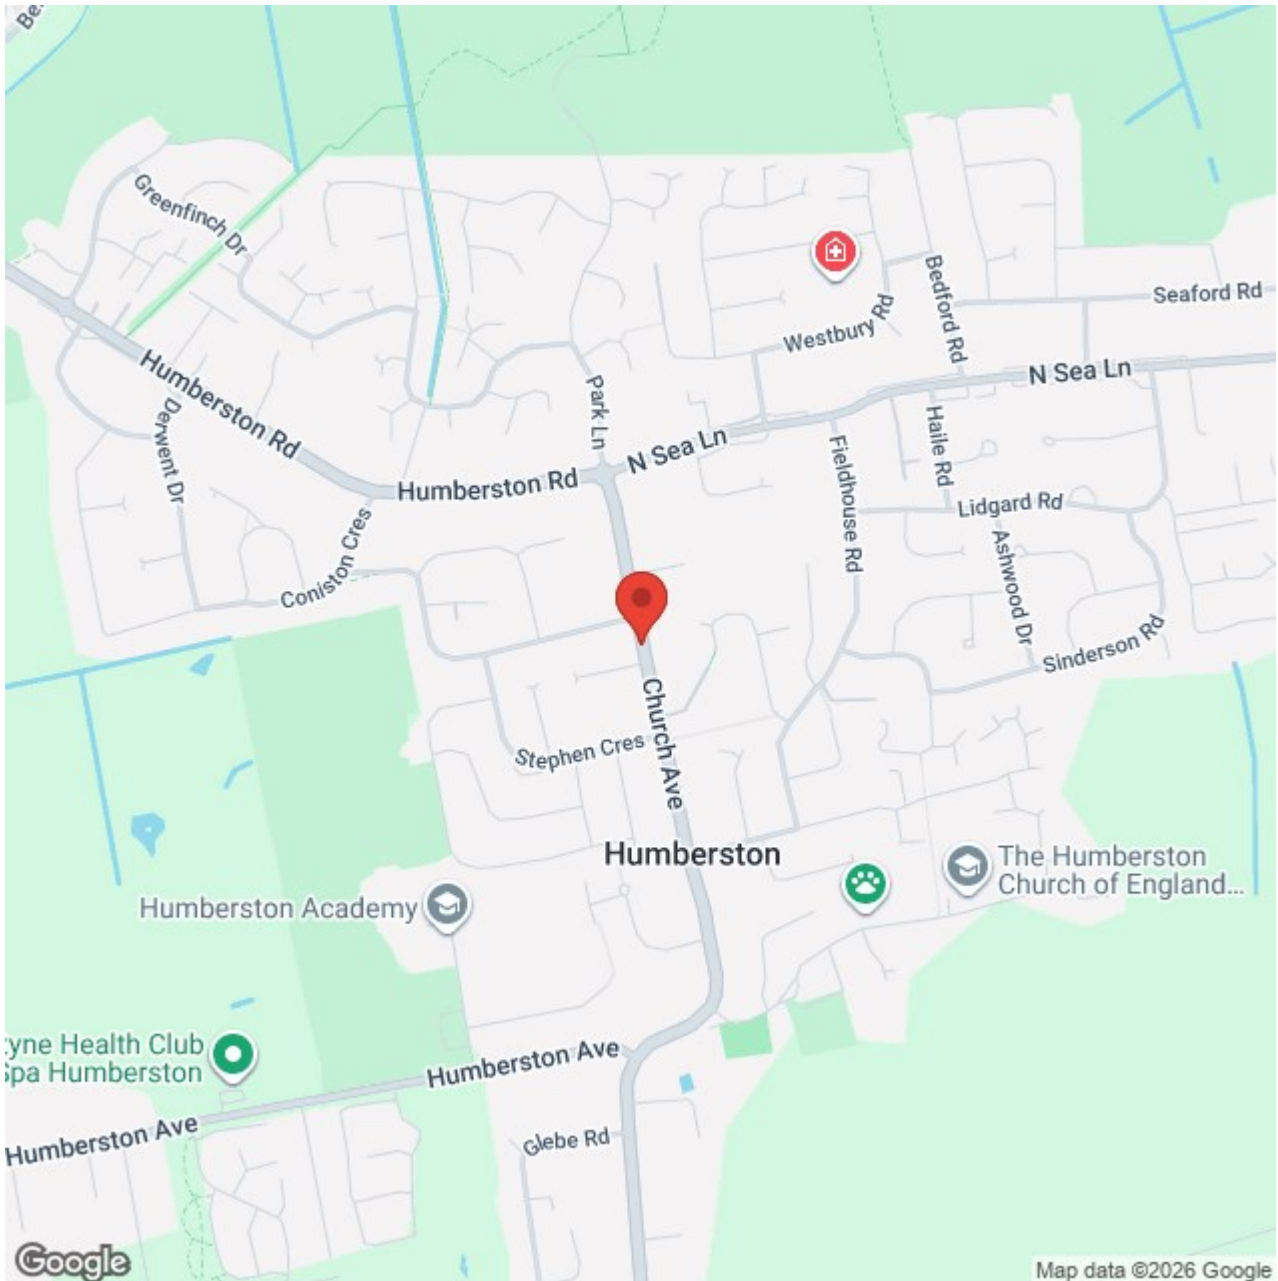 Greenfinch Dr
Bedford Rd
Seaford Rd
Westbury Rd
N Sea Ln
Humberston Rd
Park Ln
Derwent Dr
N Sea Ln
Haile Rd
Fieldhouse Rd
Humberston Rd
Lidgard Rd
Coniston Cres
Ashwood Dr
Sinderson Rd
Church Ave
Stephen Cres
Humberston
The Humberston
Church of England...
Humberston Academy
yne Health Club
Spa Humberston
Humberston Ave
Humberston Ave
Glebe Rd
Google
Map data ©2026 Google